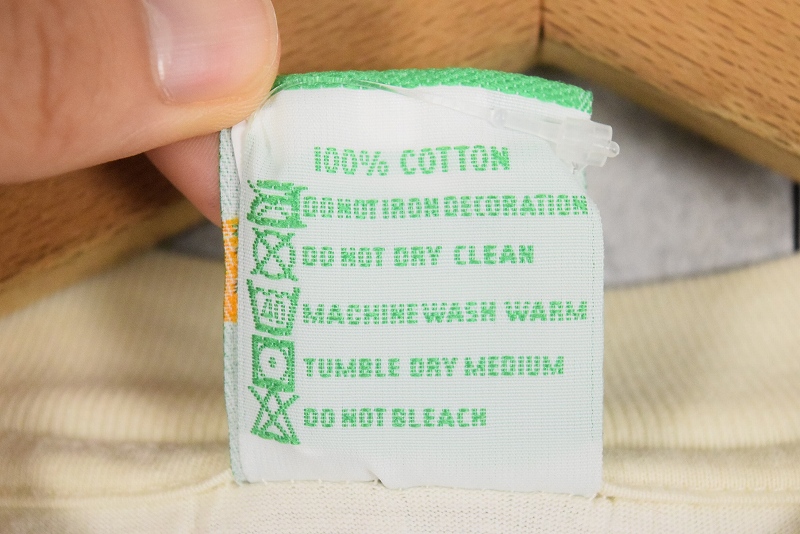 100% COTTON
DO NOT IRON DECORATION
DO NOT DRY CLEAN
MACHINE WASH WARM
TUMBLE DRY MEDIUM
DO NOT BLEACH